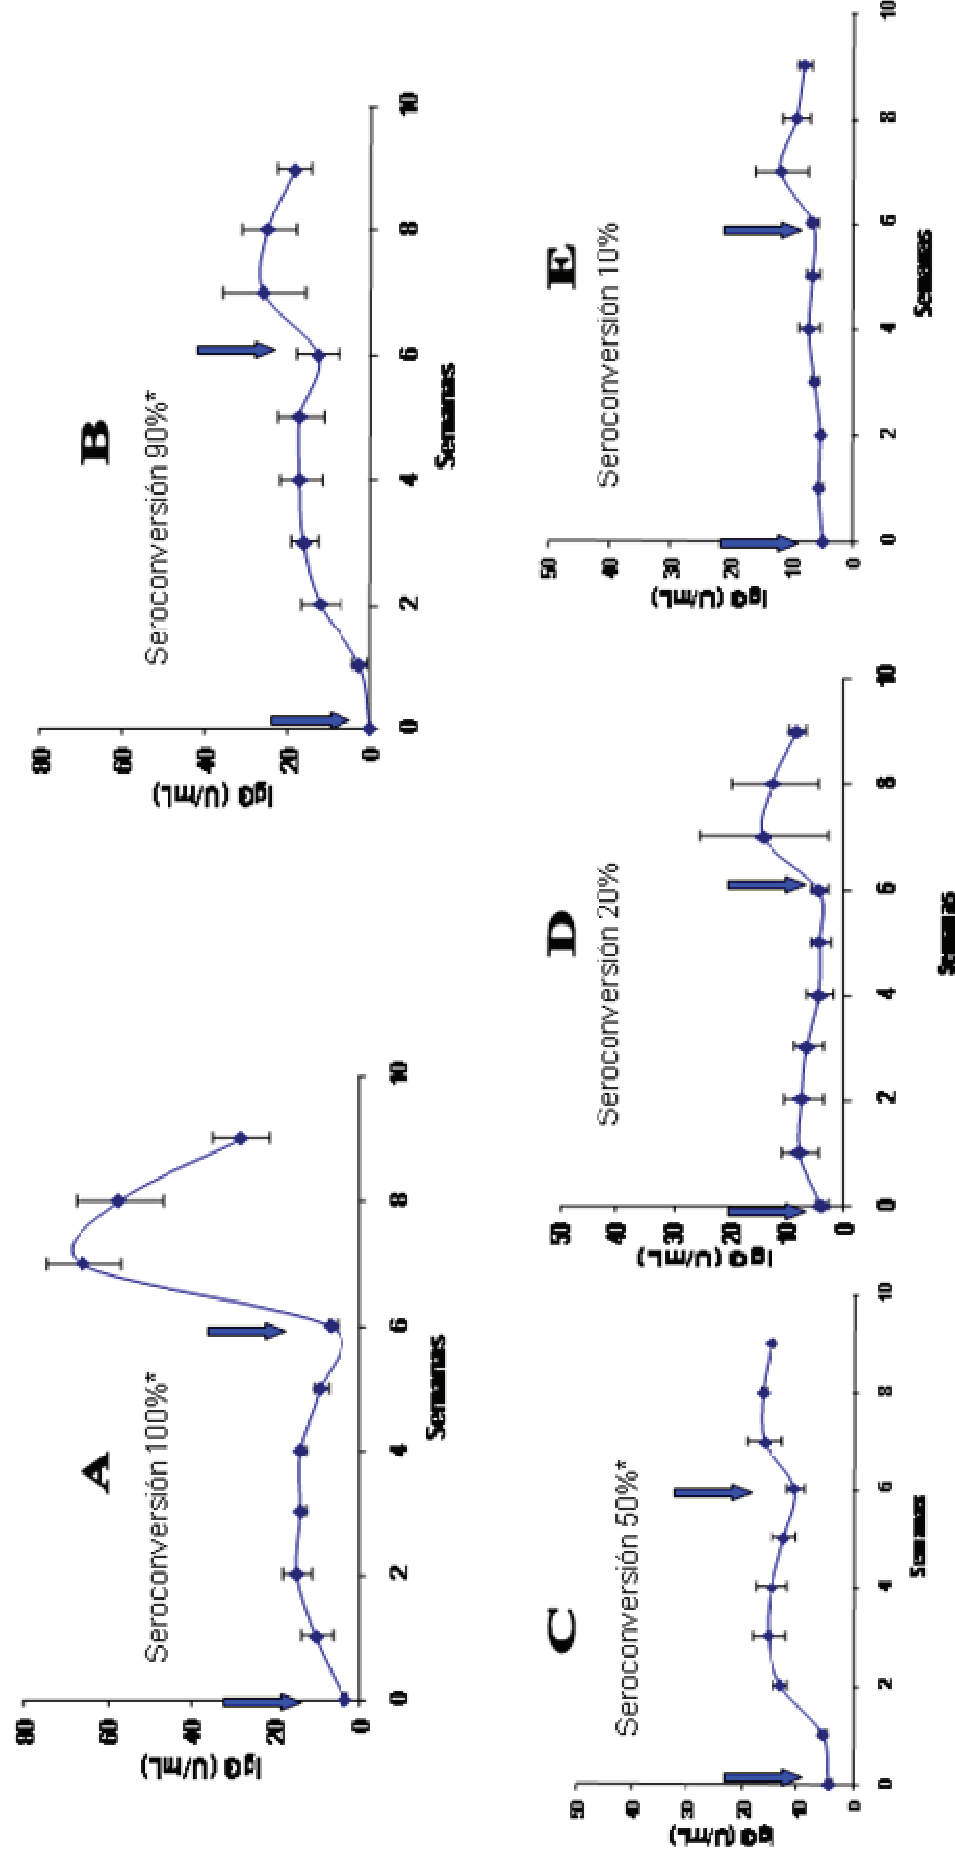 A
Seroconversión 100%*
80
60
40
20
0
IgG (U/mL)
0
2
4
6
8
10
Semanas
B
Seroconversión 90%*
80
60
40
20
0
IgG (U/mL)
0
2
4
6
8
10
Semanas
C
Seroconversión 50%*
50
40
30
20
10
0
IgG (U/mL)
0
2
4
6
8
10
Semanas
D
Seroconversión 20%
50
40
30
20
10
0
IgG (U/mL)
0
2
4
6
8
10
Semanas
E
Seroconversión 10%
50
40
30
20
10
0
IgG (U/mL)
0
2
4
6
8
10
Semanas